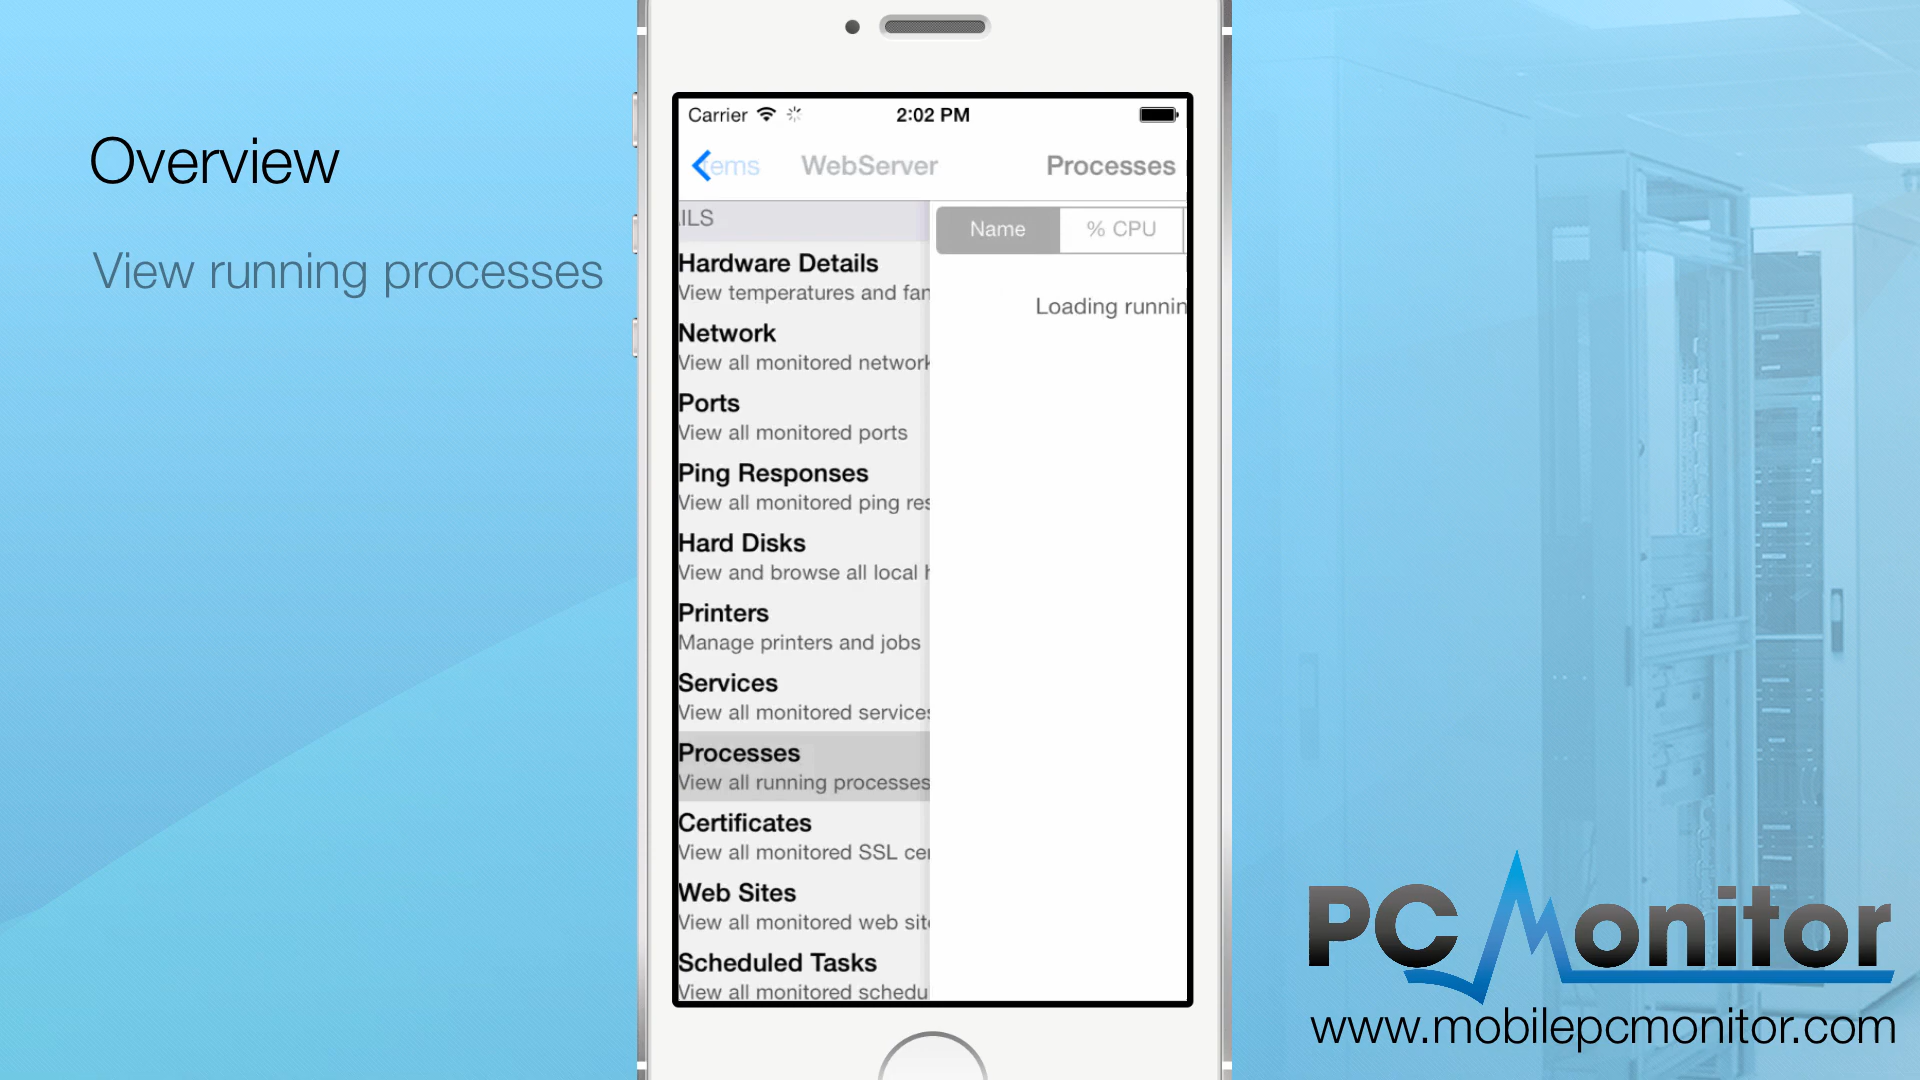 Overview
View running processes
Carrier
2:02 PM
tems
WebServer
Processes
ILS
Name
% CPU
Loading runnin
Hardware Details
View temperatures and fan
Network
View all monitored network
Ports
View all monitored ports
Ping Responses
View all monitored ping res
Hard Disks
View and browse all local h
Printers
Manage printers and jobs
Services
View all monitored services
Processes
View all running processes
Certificates
View all monitored SSL cer
Web Sites
View all monitored web site
Scheduled Tasks
View all monitored schedu
PC Monitor
www.mobilepcmonitor.com